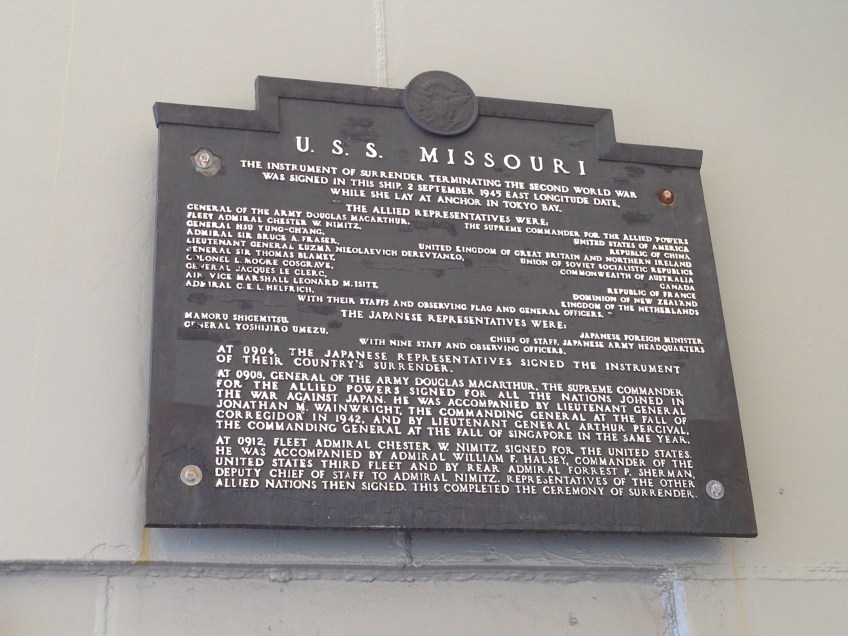 U. S. S. MISSOURI
THE INSTRUMENT OF SURRENDER TERMINATING THE SECOND WORLD WAR
WAS SIGNED IN THIS SHIP, 2 SEPTEMBER 1945 EAST LONGITUDE DATE,
WHILE SHE LAY AT ANCHOR IN TOKYO BAY.
THE ALLIED REPRESENTATIVES WERE:
GENERAL OF THE ARMY DOUGLAS MACARTHUR, THE SUPREME COMMANDER FOR THE ALLIED POWERS
FLEET ADMIRAL CHESTER W. NIMITZ, UNITED STATES OF AMERICA
GENERAL HSU YUNG-CH'ANG, REPUBLIC OF CHINA
ADMIRAL SIR BRUCE A. FRASER, UNITED KINGDOM OF GREAT BRITAIN AND NORTHERN IRELAND
LIEUTENANT GENERAL KUZMA NIKOLAEVICH DEREVYANKO, UNION OF SOVIET SOCIALISTIC REPUBLICS
GENERAL SIR THOMAS BLAMEY, COMMONWEALTH OF AUSTRALIA
COLONEL L. MOORE COSGRAVE, CANADA
GENERAL JACQUES LE CLERC, REPUBLIC OF FRANCE
AIR VICE MARSHALL LEONARD M. ISITT, DOMINION OF NEW ZEALAND
ADMIRAL C.E.L. HELFRICH, KINGDOM OF THE NETHERLANDS
WITH THEIR STAFFS AND OBSERVING FLAG AND GENERAL OFFICERS.
THE JAPANESE REPRESENTATIVES WERE:
MAMORU SHIGEMITSU, JAPANESE FOREIGN MINISTER
GENERAL YOSHIJIRO UMEZU, CHIEF OF STAFF, JAPANESE ARMY HEADQUARTERS
WITH NINE STAFF AND OBSERVING OFFICERS.
AT 0904, THE JAPANESE REPRESENTATIVES SIGNED THE INSTRUMENT
OF THEIR COUNTRY'S SURRENDER.
AT 0908, GENERAL OF THE ARMY DOUGLAS MACARTHUR, THE SUPREME COMMANDER
FOR THE ALLIED POWERS SIGNED FOR ALL THE NATIONS JOINED IN
THE WAR AGAINST JAPAN. HE WAS ACCOMPANIED BY LIEUTENANT GENERAL
JONATHAN M. WAINWRIGHT, THE COMMANDING GENERAL AT THE FALL OF
CORREGIDOR IN 1942, AND BY LIEUTENANT GENERAL ARTHUR PERCIVAL,
THE COMMANDING GENERAL AT THE FALL OF SINGAPORE IN THE SAME YEAR.
AT 0912, FLEET ADMIRAL CHESTER W. NIMITZ SIGNED FOR THE UNITED STATES.
HE WAS ACCOMPANIED BY ADMIRAL WILLIAM F. HALSEY, COMMANDER OF THE
UNITED STATES THIRD FLEET AND BY REAR ADMIRAL FORREST P. SHERMAN,
DEPUTY CHIEF OF STAFF TO ADMIRAL NIMITZ. REPRESENTATIVES OF THE OTHER
ALLIED NATIONS THEN SIGNED. THIS COMPLETED THE CEREMONY OF SURRENDER.